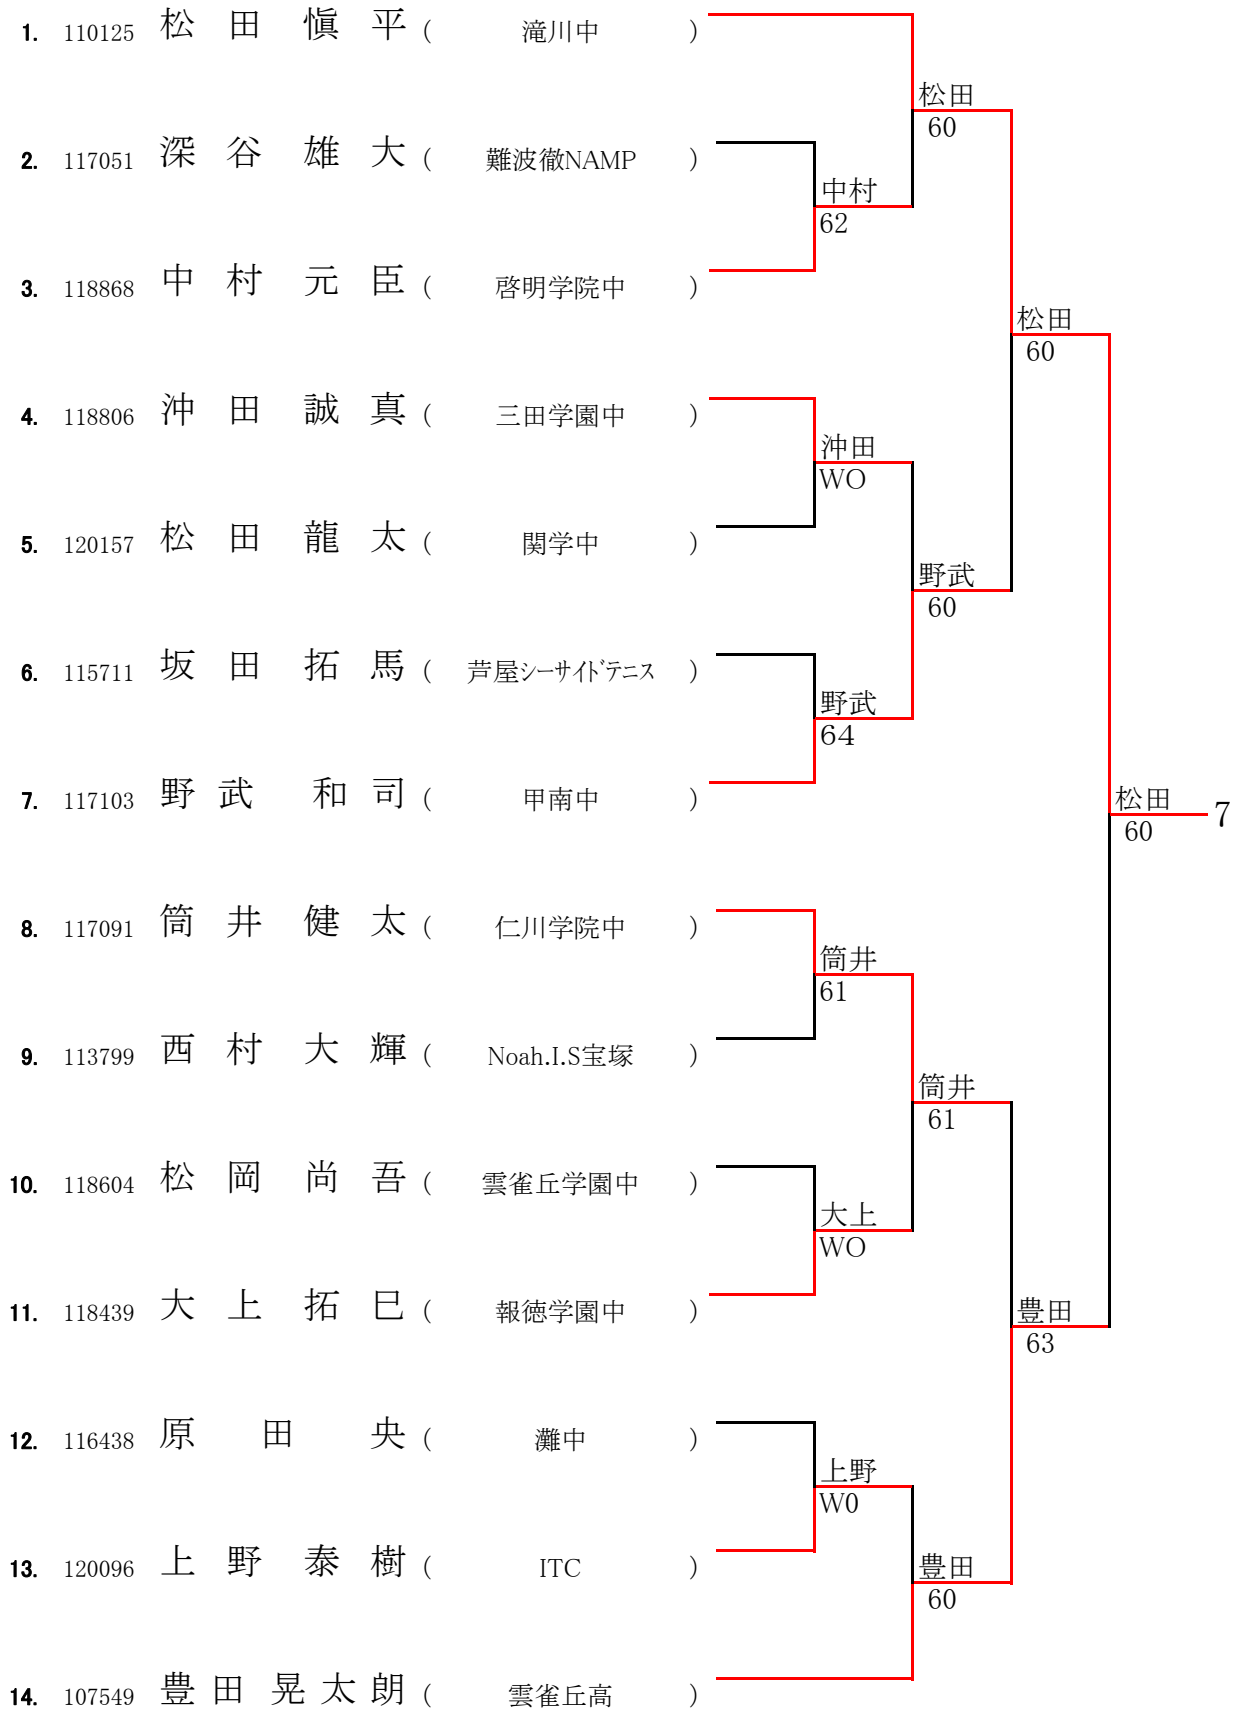 1. 110125 松田 愼平 ( 滝川中 )
松田
60
2. 117051 深谷 雄大 ( 難波徹NAMP )
中村
62
3. 118868 中村 元臣 ( 啓明学院中 )
松田
60
4. 118806 沖田 誠真 ( 三田学園中 )
沖田
WO
5. 120157 松田 龍太 ( 関学中 )
野武
60
6. 115711 坂田 拓馬 ( 芦屋シーサイドテニス )
野武
64
7. 117103 野武 和司 ( 甲南中 )
松田
60
7
8. 117091 筒井 健太 ( 仁川学院中 )
筒井
61
9. 113799 西村 大輝 ( Noah.I.S宝塚 )
筒井
61
10. 118604 松岡 尚吾 ( 雲雀丘学園中 )
大上
WO
11. 118439 大上 拓巳 ( 報徳学園中 )
豊田
63
12. 116438 原田 央 ( 灘中 )
上野
W0
13. 120096 上野 泰樹 ( ITC )
豊田
60
14. 107549 豊田 晃太朗 ( 雲雀丘高 )